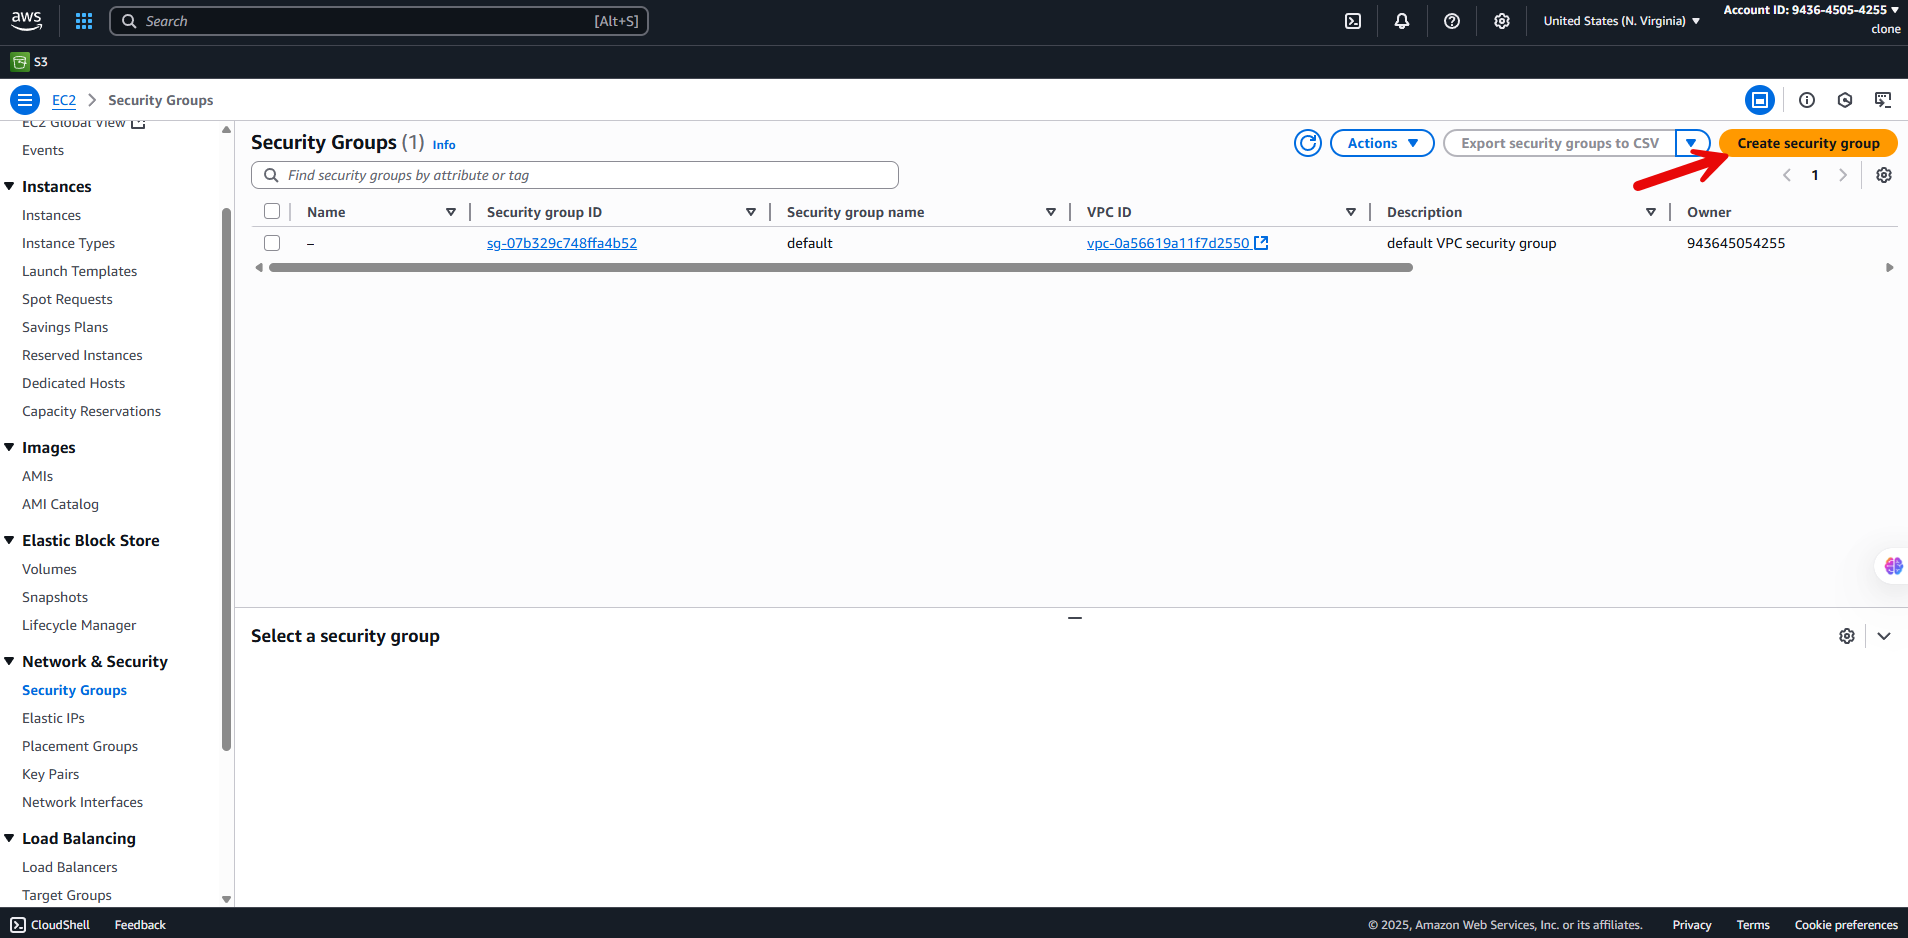 aws
Search [Alt+S]
United States (N. Virginia)
Account ID: 9436-4505-4255
clone
S3
EC2
Security Groups
EC2 Global View
Events
Instances
Instances
Instance Types
Launch Templates
Spot Requests
Savings Plans
Reserved Instances
Dedicated Hosts
Capacity Reservations
Images
AMIs
AMI Catalog
Elastic Block Store
Volumes
Snapshots
Lifecycle Manager
Network & Security
Security Groups
Elastic IPs
Placement Groups
Key Pairs
Network Interfaces
Load Balancing
Load Balancers
Target Groups
Security Groups (1) Info
Actions
Export security groups to CSV
Create security group
Find security groups by attribute or tag
1
Name Security group ID Security group name VPC ID Description Owner
– sg-07b329c748ffa4b52 default vpc-0a56619a11f7d2550 default VPC security group 943645054255
Select a security group
CloudShell Feedback © 2025, Amazon Web Services, Inc. or its affiliates. Privacy Terms Cookie preferences